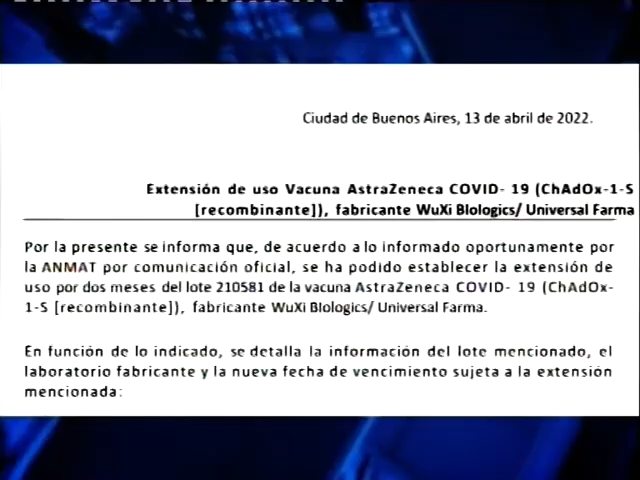 Ciudad de Buenos Aires, 13 de abril de 2022.
Extensión de uso Vacuna AstraZeneca COVID- 19 (ChAdOx-1-S
[recombinante]), fabricante WuXi Blologics/ Universal Farma
Por la presente se informa que, de acuerdo a lo informado oportunamente por
la ANMAT por comunicación oficial, se ha podido establecer la extensión de
uso por dos meses del lote 210581 de la vacuna AstraZeneca COVID- 19 (ChAdOx-
1-S [recombinante]), fabricante WuXi Blologics/ Universal Farma.
En función de lo indicado, se detalla la información del lote mencionado, el
laboratorio fabricante y la nueva fecha de vencimiento sujeta a la extensión
mencionada: